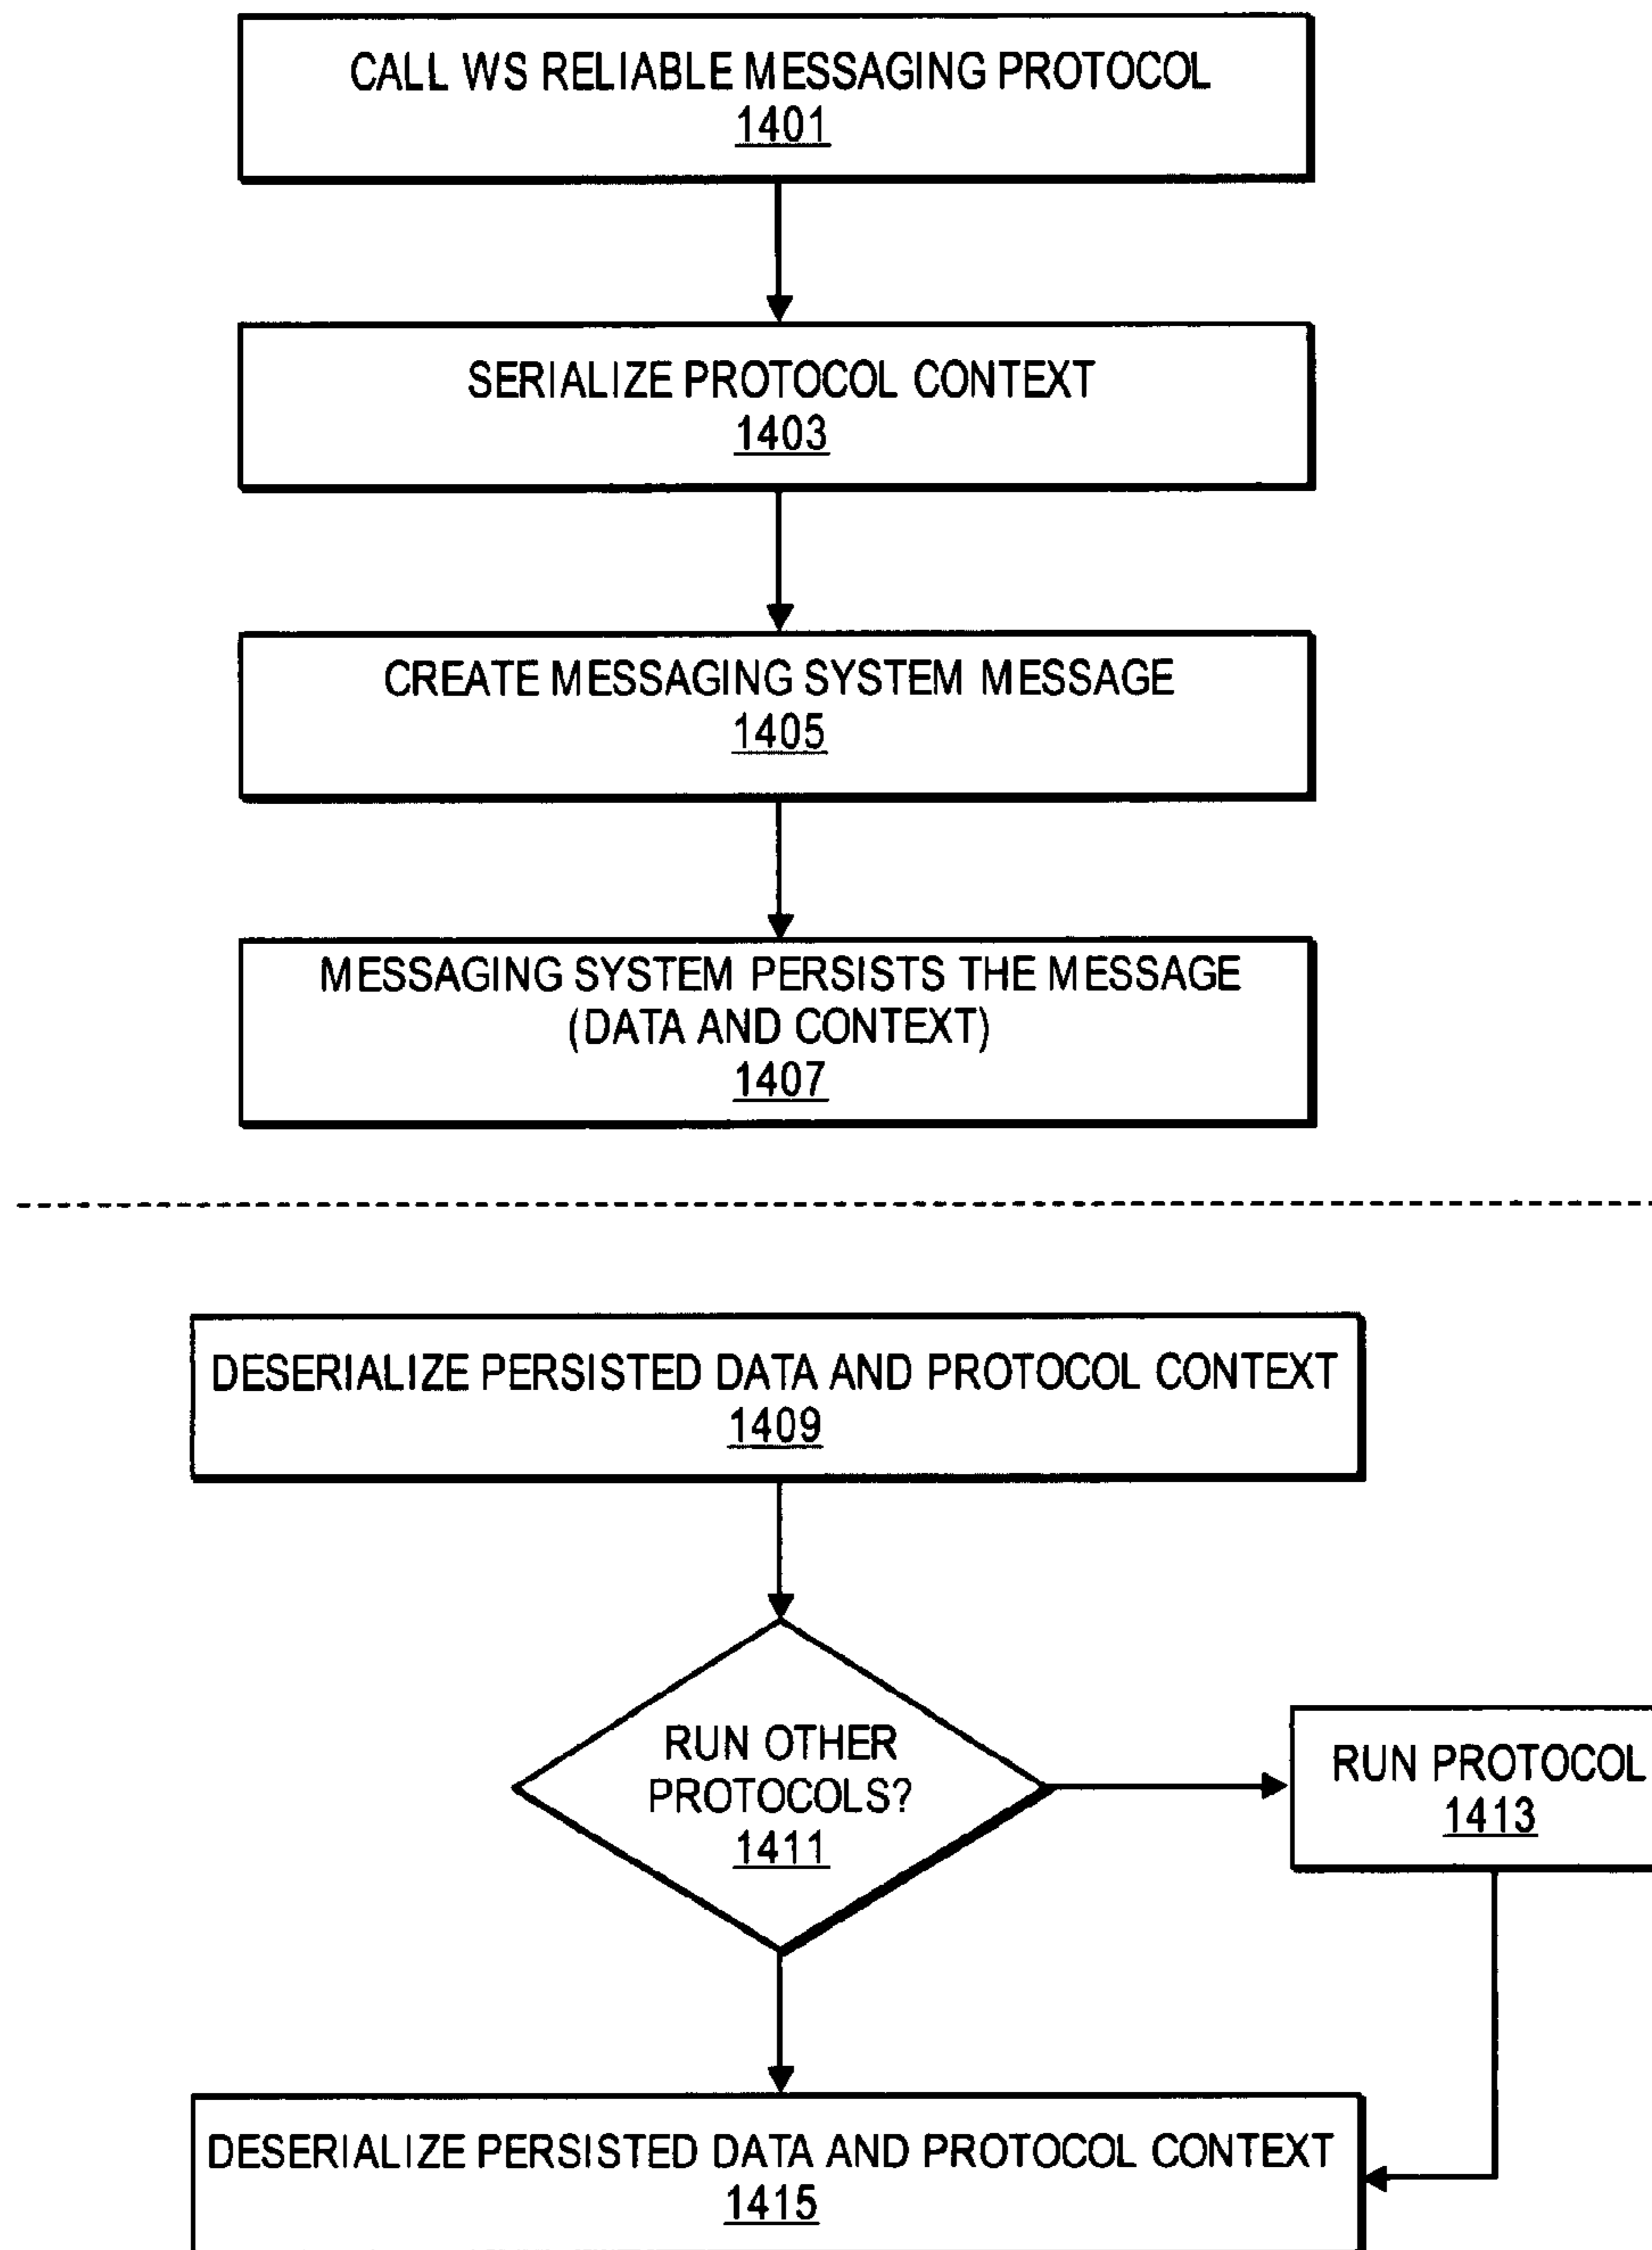 CALL WS RELIABLE MESSAGING PROTOCOL
1401
SERIALIZE PROTOCOL CONTEXT
1403
CREATE MESSAGING SYSTEM MESSAGE
1405
MESSAGING SYSTEM PERSISTS THE MESSAGE
(DATA AND CONTEXT)
1407
DESERIALIZE PERSISTED DATA AND PROTOCOL CONTEXT
1409
RUN OTHER
PROTOCOLS?
1411
RUN PROTOCOL
1413
DESERIALIZE PERSISTED DATA AND PROTOCOL CONTEXT
1415